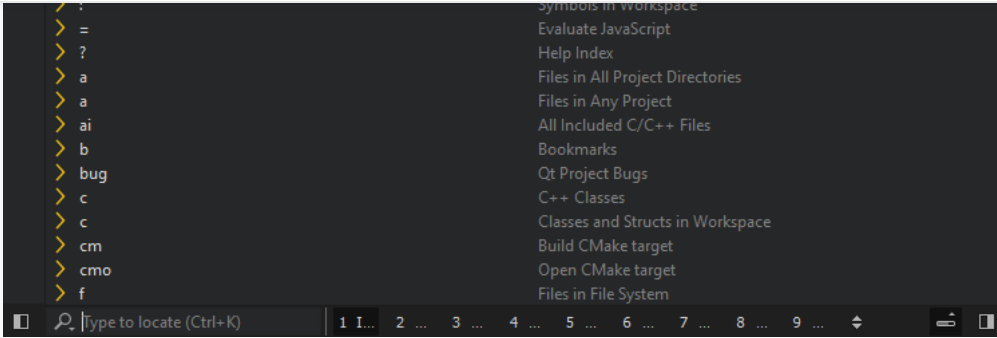 : Symbols in Workspace
= Evaluate JavaScript
? Help Index
a Files in All Project Directories
a Files in Any Project
ai All Included C/C++ Files
b Bookmarks
bug Qt Project Bugs
c C++ Classes
c Classes and Structs in Workspace
cm Build CMake target
cmo Open CMake target
f Files in File System
Type to locate (Ctrl+K) 1 I... 2 ... 3 ... 4 ... 5 ... 6 ... 7 ... 8 ... 9 ...